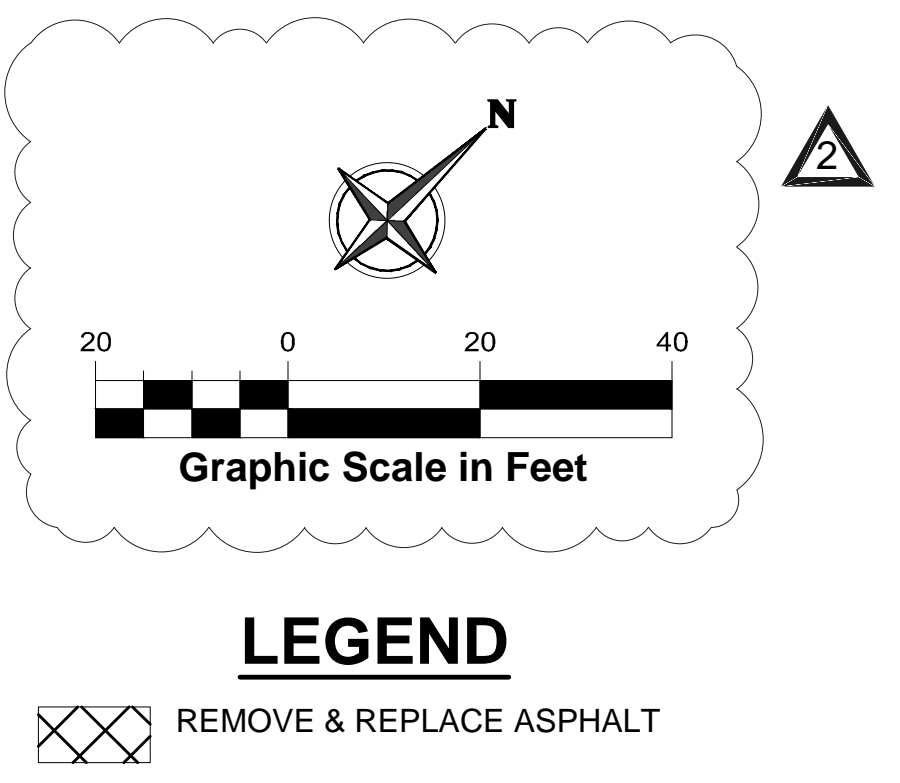 N
2
20 0 20 40
Graphic Scale in Feet
LEGEND
REMOVE & REPLACE ASPHALT